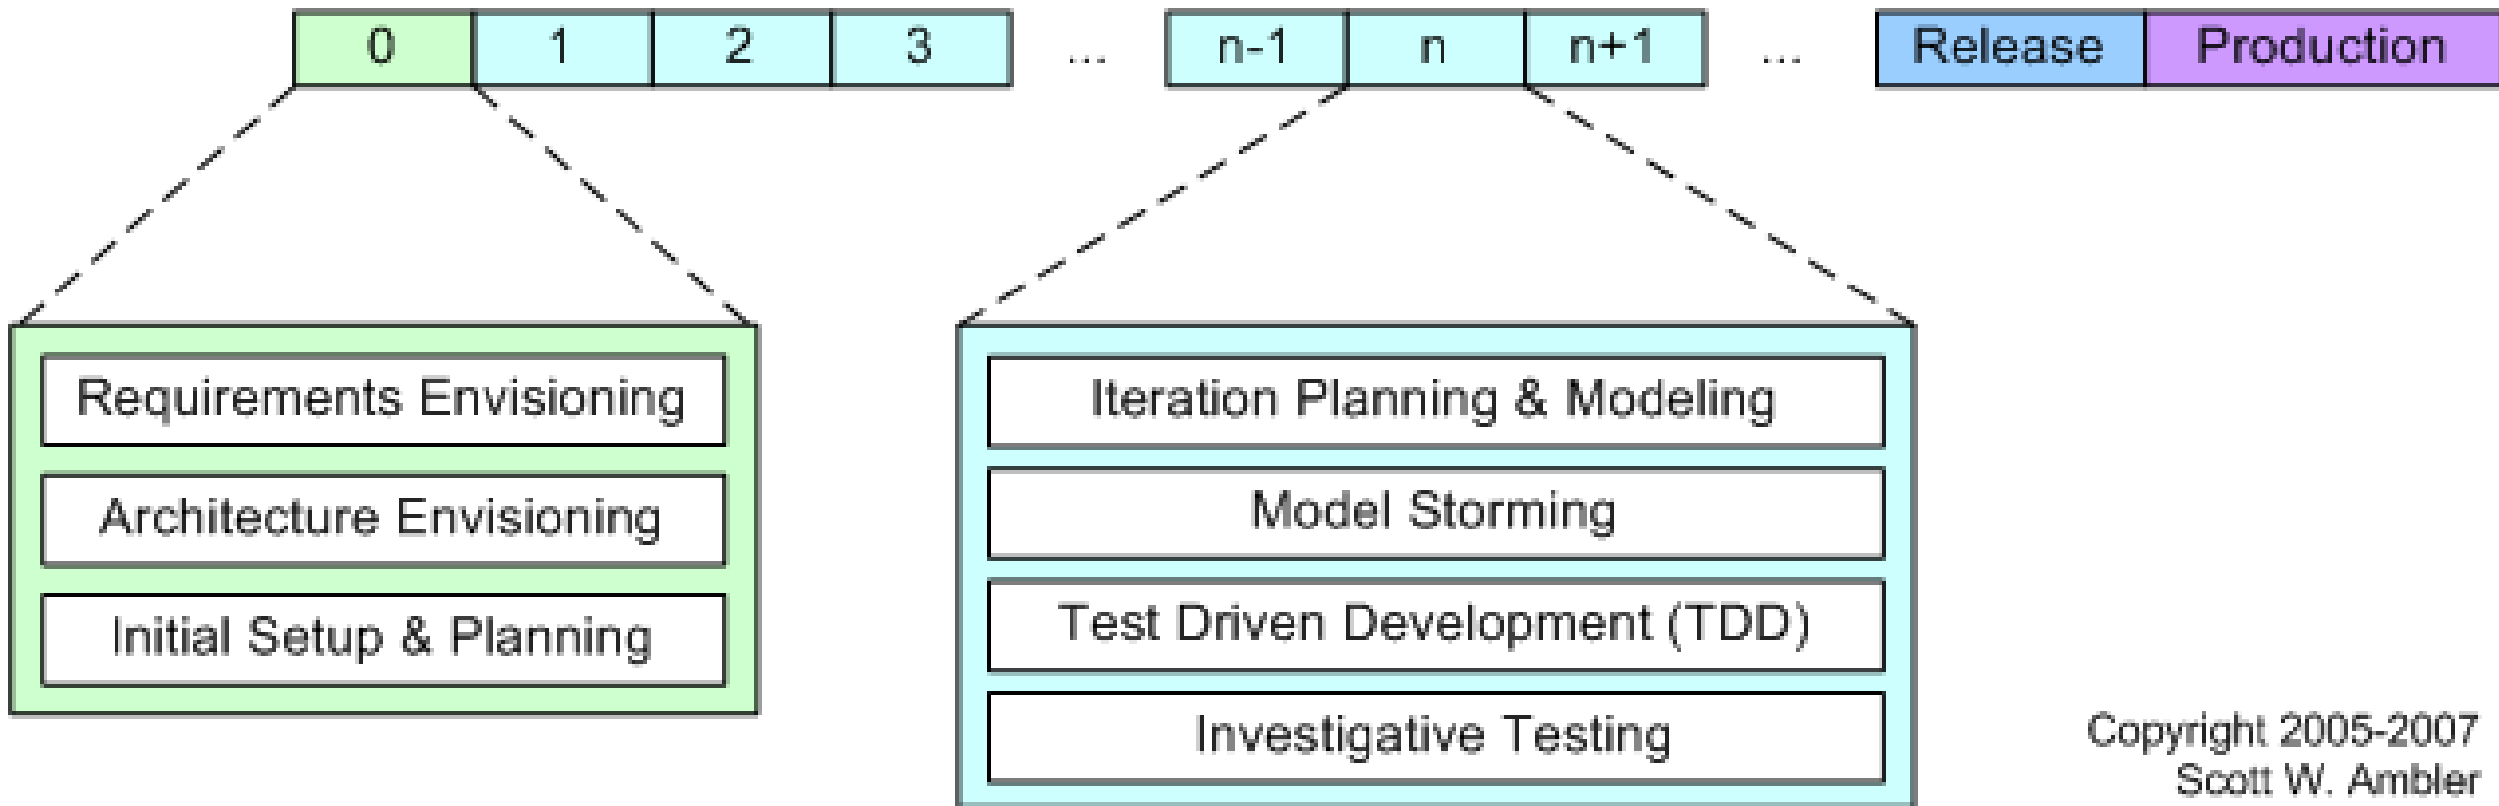 0 1 2 3 ... n-1 n n+1 ... Release Production
Requirements Envisioning
Architecture Envisioning
Initial Setup & Planning
Iteration Planning & Modeling
Model Storming
Test Driven Development (TDD)
Investigative Testing
Copyright 2005-2007
Scott W. Ambler